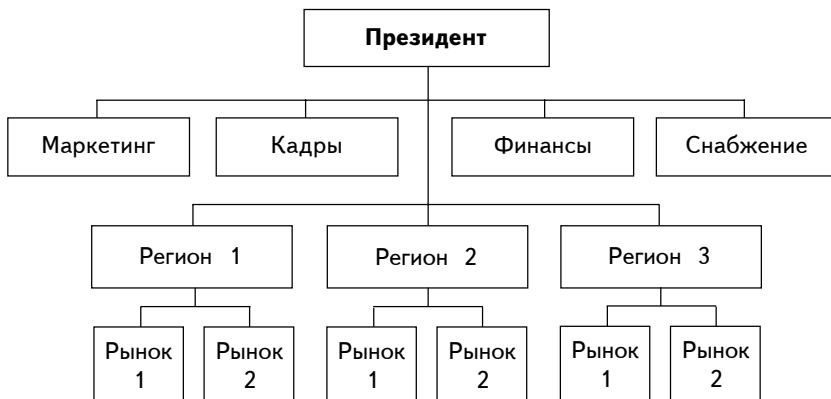 Президент
Маркетинг Кадры Финансы Снабжение
Регион 1 Регион 2 Регион 3
Рынок Рынок Рынок Рынок Рынок Рынок
1 2 1 2 1 2